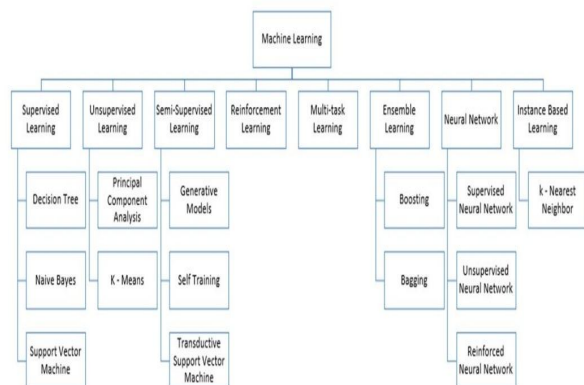 Machine Learning
Supervised
Learning
Unsupervised
Learning
Semi-Supervised
Learning
Reinforcement
Learning
Multi-task
Learning
Ensemble
Learning
Neural Network
Instance Based
Learning
Decision Tree
Principal
Component
Analysis
Generative
Models
Boosting
Supervised
Neural Network
k - Nearest
Neighbor
Naive Bayes
K - Means
Self Training
Bagging
Unsupervised
Neural Network
Support Vector
Machine
Transductive
Support Vector
Machine
Reinforced
Neural Network